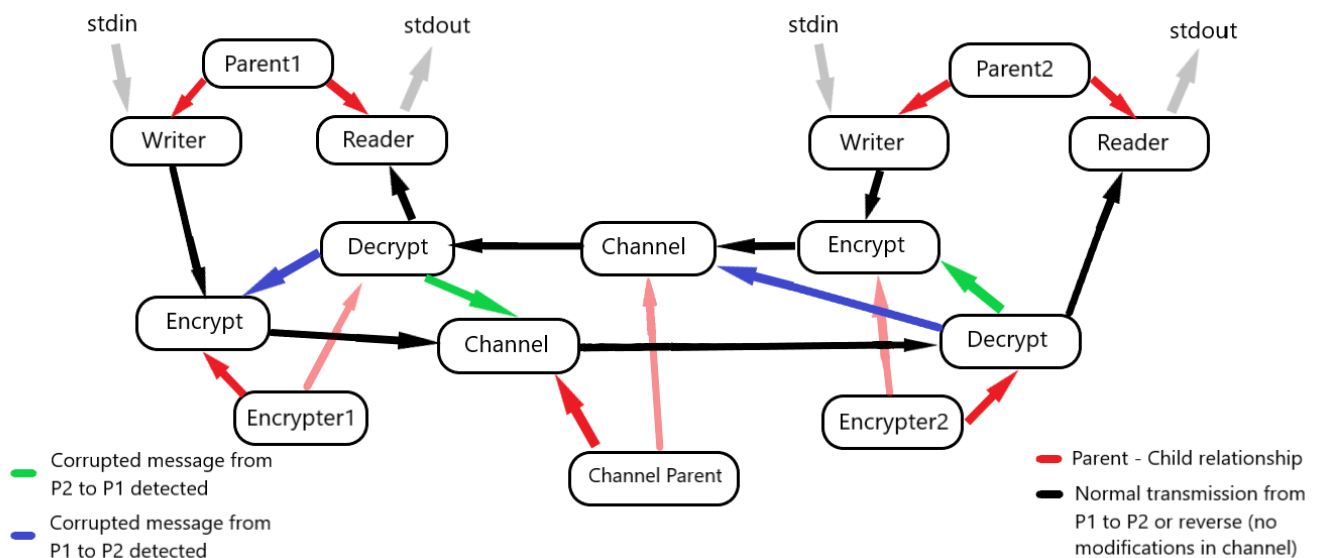 stdin
stdout
stdin
stdout
Parent1
Parent2
Writer
Reader
Writer
Reader
Decrypt
Channel
Encrypt
Encrypt
Channel
Decrypt
Encrypter1
Encrypter2
Channel Parent
Corrupted message from
P2 to P1 detected
Corrupted message from
P1 to P2 detected
Parent - Child relationship
Normal transmission from
P1 to P2 or reverse (no
modifications in channel)